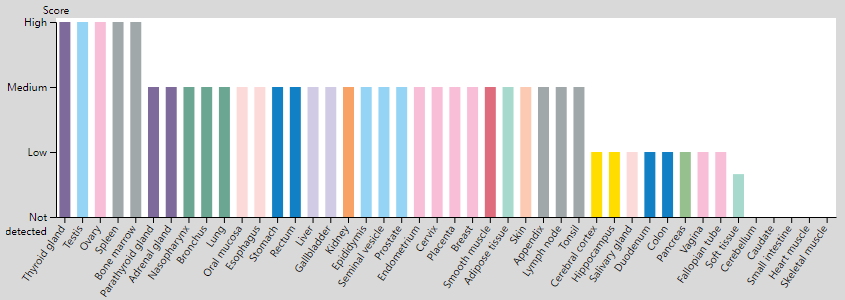 Score
High
Medium
Low
Not
detected
Thyroid gland
Testis
Ovary
Spleen
Bone marrow
Parathyroid gland
Adrenal gland
Nasopharynx
Bronchus
Lung
Oral mucosa
Esophagus
Stomach
Rectum
Liver
Gallbladder
Kidney
Epididymis
Seminal vesicle
Prostate
Endometrium
Cervix
Placenta
Breast
Smooth muscle
Adipose tissue
Skin
Appendix
Lymph node
Tonsil
Cerebral cortex
Hippocampus
Salivary gland
Duodenum
Colon
Pancreas
Vagina
Fallopian tube
Soft tissue
Cerebellum
Caudate
Small intestine
Heart muscle
Skeletal muscle